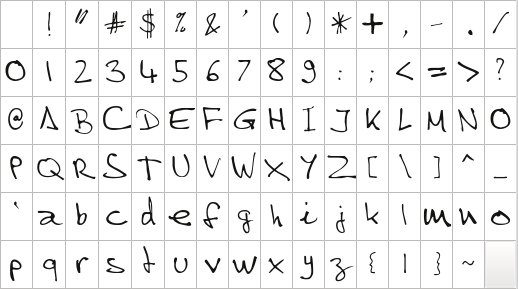 ! " # $ % & ' ( ) * + , - . /
0 1 2 3 4 5 6 7 8 9 : ; < = > ?
@ A B C D E F G H I J K L M N O
P Q R S T U V W X Y Z [ \ ] ^ _
` a b c d e f g h i j k l m n o
p q r s t u v w x y z { | } ~